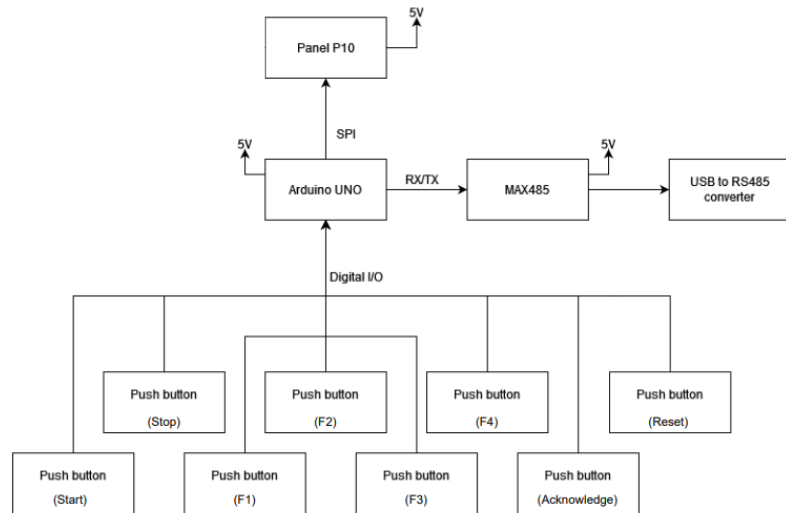 5V
Panel P10
SPI
5V
Arduino UNO
RX/TX
MAX485
5V
USB to RS485
converter
Digital I/O
Push button
(Stop)
Push button
(F2)
Push button
(F4)
Push button
(Reset)
Push button
(Start)
Push button
(F1)
Push button
(F3)
Push button
(Acknowledge)